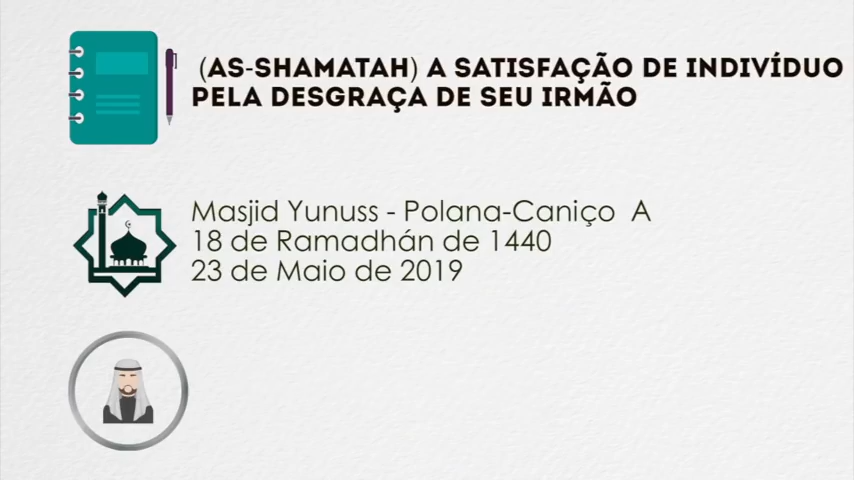 (AS-SHAMATAH) A SATISFAÇÃO DE INDIVÍDUO
PELA DESGRAÇA DE SEU IRMÃO
Masjid Yunuss - Polana-Caniço A
18 de Ramadhán de 1440
23 de Maio de 2019